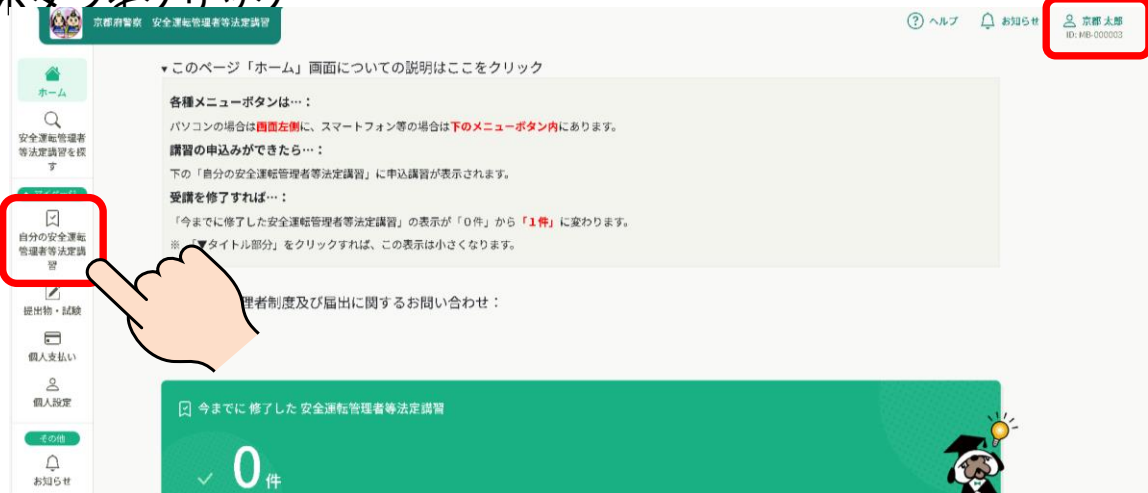 京都府警察 安全運転管理者等法定講習
ヘルプ
お知らせ
京都 太郎
ID: MB-000003
ホーム
安全運転管理者
等法定講習を探
す
自分の安全運転
管理者等法定講
習
提出物・試験
個人支払い
個人設定
その他
お知らせ
▾このページ「ホーム」画面についての説明はここをクリック
各種メニューボタンは…：
パソコンの場合は画面左側に、スマートフォン等の場合は下のメニューボタン内にあります。
講習の申込みができたら…：
下の「自分の安全運転管理者等法定講習」に申込講習が表示されます。
受講を修了すれば…：
「今までに修了した安全運転管理者等法定講習」の表示が「0件」から「1件」に変わります。
※ 「▼タイトル部分」をクリックすれば、この表示は小さくなります。
理者制度及び届出に関するお問い合わせ：
今までに 修了した 安全運転管理者等法定講習
0件